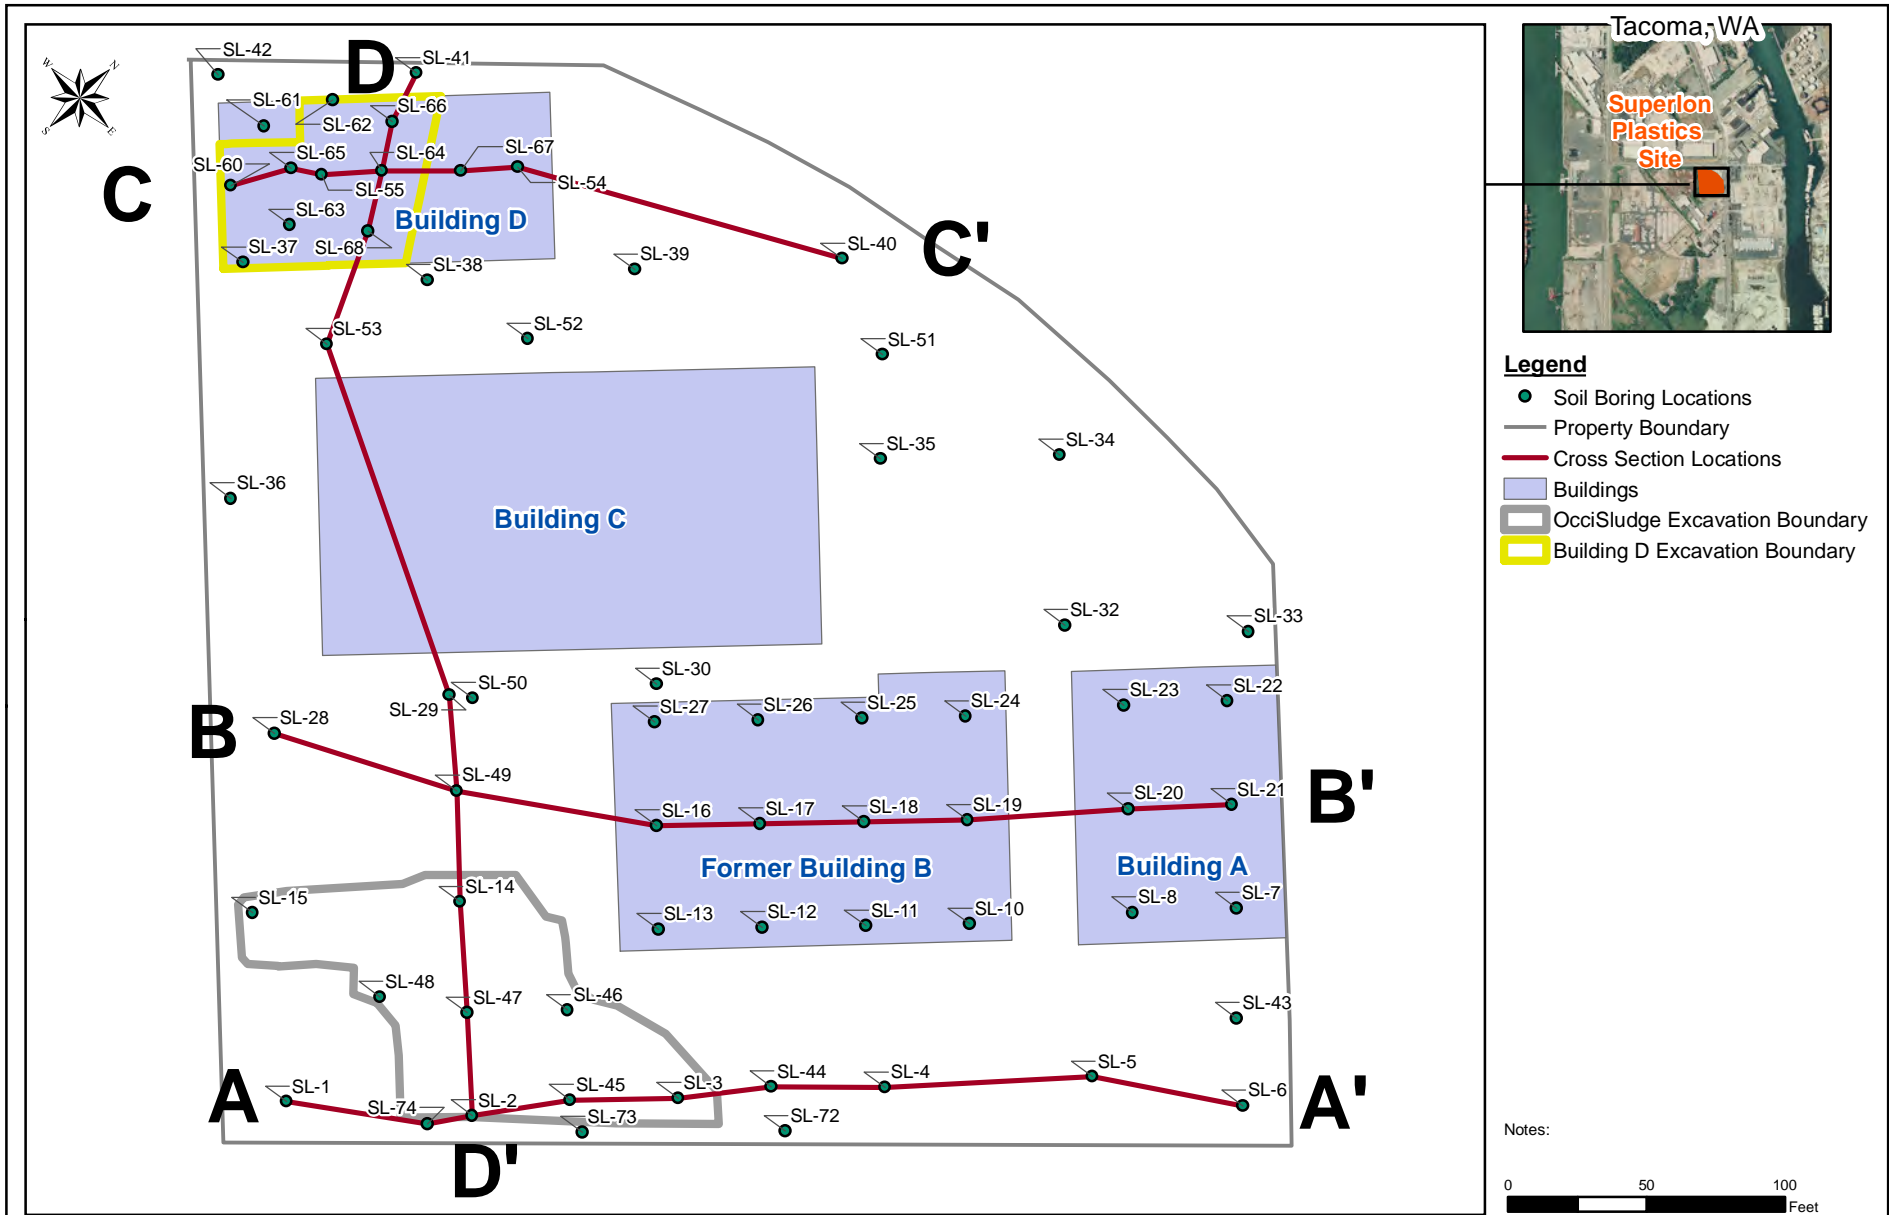 Tacoma, WA
Superlon
Plastics
Site
W
N
S
E
SL-42
D
SL-41
SL-61
SL-66
SL-62
C
SL-60
SL-65
SL-64
SL-67
SL-55
SL-54
SL-63
Building D
SL-37
SL-68
SL-38
SL-39
SL-40
C'
SL-53
SL-52
SL-51
SL-35
SL-34
SL-36
Building C
SL-32
SL-33
SL-30
SL-50
SL-29
SL-27
SL-26
SL-25
SL-24
SL-23
SL-22
B
SL-28
SL-49
SL-16
SL-17
SL-18
SL-19
SL-20
SL-21
B'
Former Building B
Building A
SL-15
SL-14
SL-13
SL-12
SL-11
SL-10
SL-8
SL-7
SL-48
SL-47
SL-46
SL-43
A
SL-1
SL-74
SL-2
SL-45
SL-3
SL-44
SL-4
SL-5
SL-6
A'
SL-73
SL-72
D'
Legend
Soil Boring Locations
Property Boundary
Cross Section Locations
Buildings
OcciSludge Excavation Boundary
Building D Excavation Boundary
Notes:
0 50 100
Feet